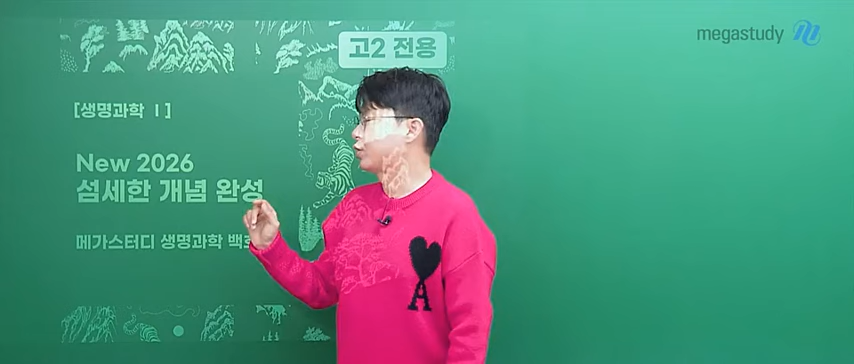 megastudy
고2 전용
[생명과학 Ⅰ]
New 2026
섬세한 개념 완성
메가스터디 생명과학
A